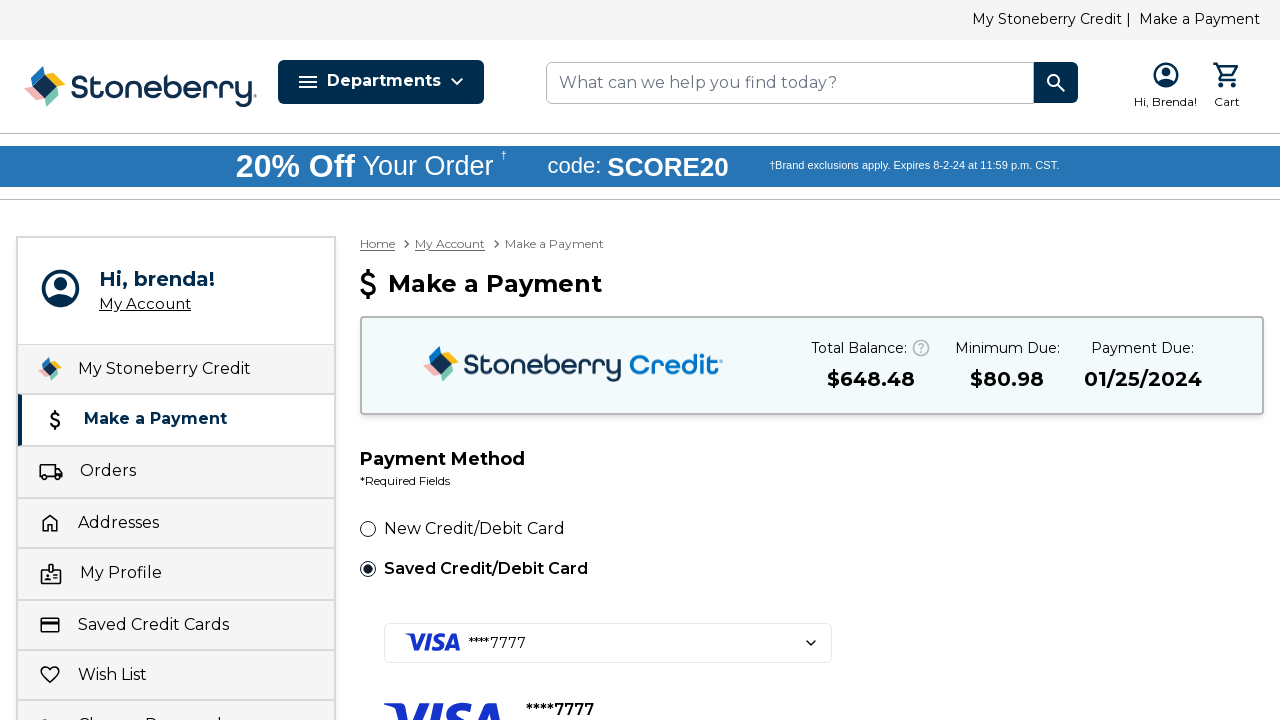 My Stoneberry Credit | Make a Payment
Stoneberry
Departments
What can we help you find today?
Hi, Brenda!
Cart
20% Off Your Order † code: SCORE20 †Brand exclusions apply. Expires 8-2-24 at 11:59 p.m. CST.
Hi, brenda!
My Account
My Stoneberry Credit
Make a Payment
Orders
Addresses
My Profile
Saved Credit Cards
Wish List
Home > My Account > Make a Payment
$ Make a Payment
Stoneberry Credit
Total Balance: ? Minimum Due: Payment Due:
$648.48 $80.98 01/25/2024
Payment Method
*Required Fields
New Credit/Debit Card
Saved Credit/Debit Card
VISA ****7777
VISA ****7777